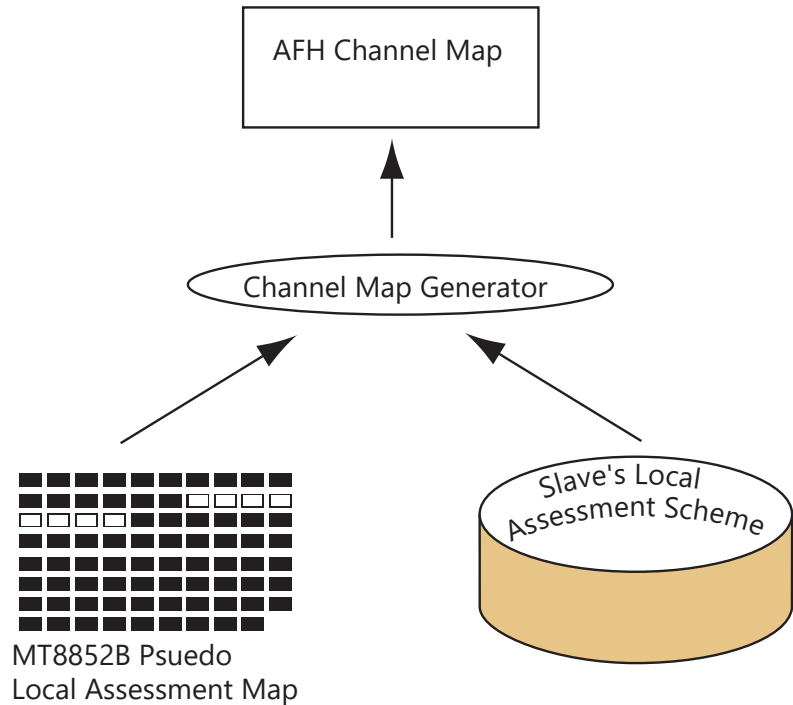 AFH Channel Map
Channel Map Generator
Slave's Local
Assessment Scheme
MT8852B Psuedo
Local Assessment Map